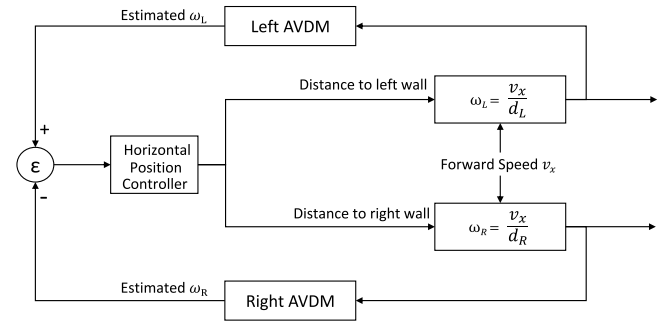 Estimated ωL
Left AVDM
Distance to left wall
ωL = vx/dL
+
ε
Horizontal
Position
Controller
Forward Speed vx
-
Distance to right wall
ωR = vx/dR
Estimated ωR
Right AVDM